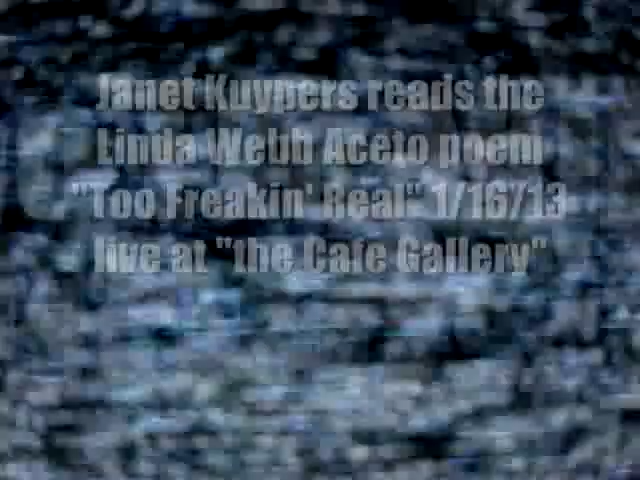 Janet Kuypers reads the
Linda Webb Aceto poem
"Too Freakin' Real" 1/16/13
live at "the Cafe Gallery"